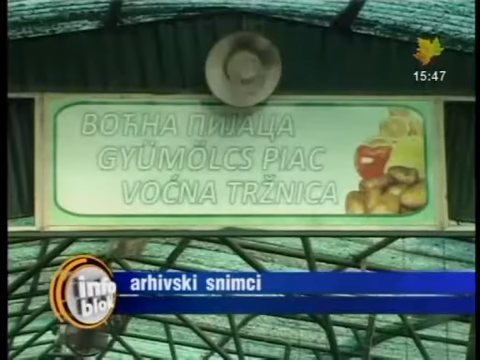 15:47
ВОЋНА ПИЈАЦА
GYÜMÖLCS PIAC
VOĆNA TRŽNICA
info
blok
arhivski snimci